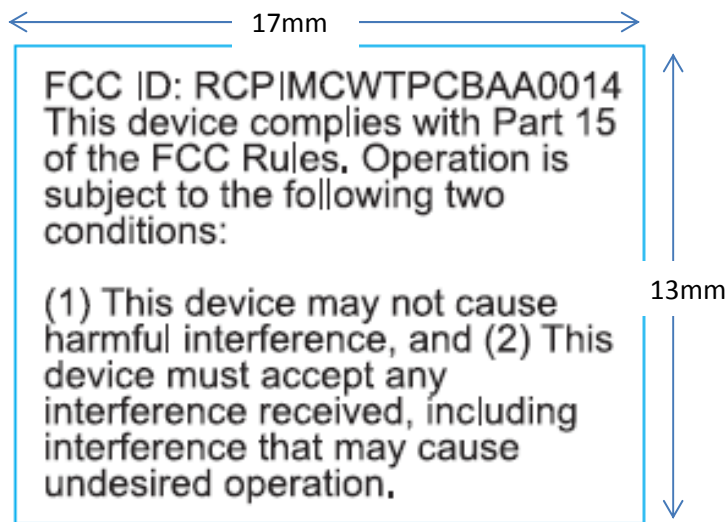 17mm
FCC ID: RCPIMCWTPCBAA0014
This device complies with Part 15
of the FCC Rules. Operation is
subject to the following two
conditions:
(1) This device may not cause
harmful interference, and (2) This
device must accept any
interference received, including
interference that may cause
undesired operation.
13mm